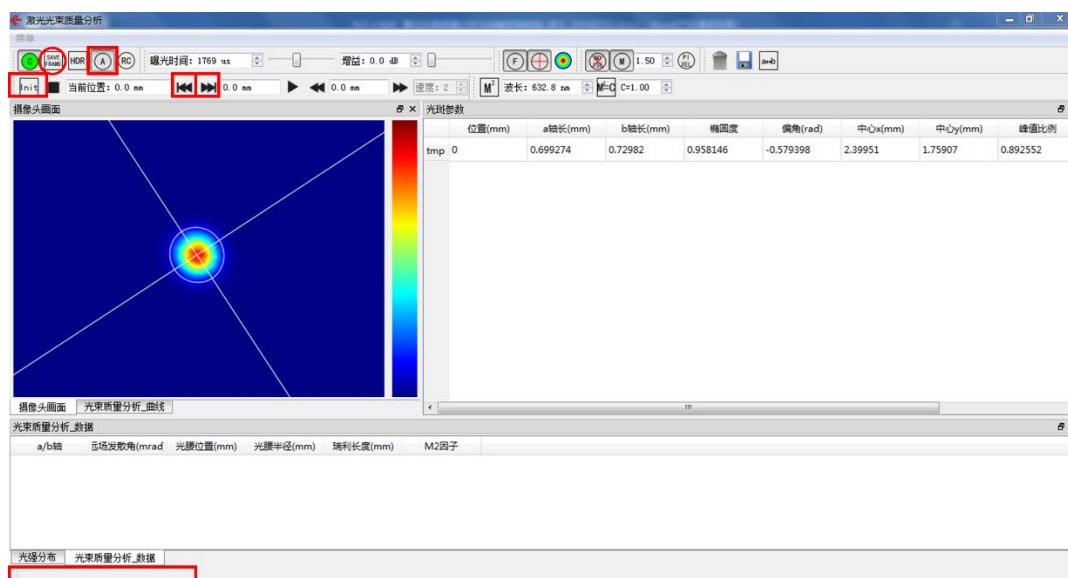 激光光束质量分析
菜单
C SAVE FRAME HDR A RC 曝光时间: 1769 us 增益: 0.0 dB F M 1.50
Init 当前位置: 0.0 mm 0.0 mm 0.0 mm 速度: 2 M² 波长: 632.8 nm M²=C C=1.00
摄像头画面 光斑参数
位置(mm) a轴长(mm) b轴长(mm) 椭圆度 偏角(rad) 中心x(mm) 中心y(mm) 峰值比例
tmp 0 0.699274 0.72982 0.958146 -0.579398 2.39951 1.75907 0.892552
摄像头画面 光束质量分析_曲线
光束质量分析_数据
a/b轴 远场发散角(mrad 光腰位置(mm) 光腰半径(mm) 瑞利长度(mm) M2因子
光强分布 光束质量分析_数据